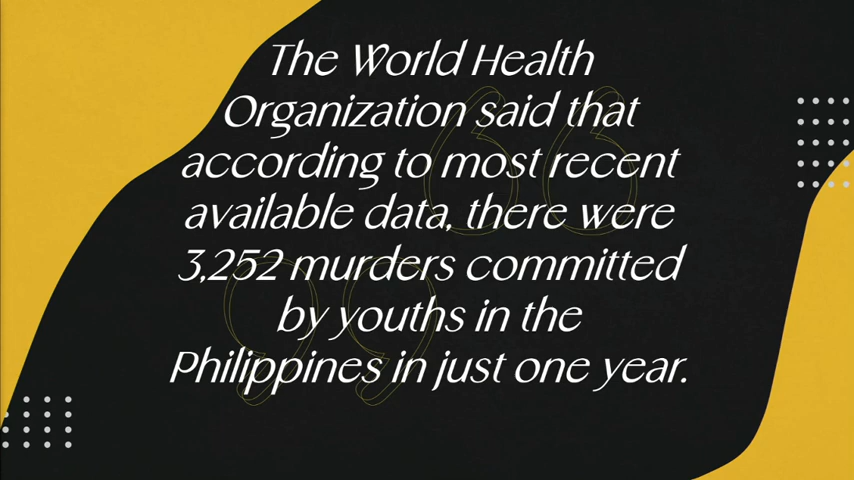 The World Health
Organization said that
according to most recent
available data, there were
3,252 murders committed
by youths in the
Philippines in just one year.